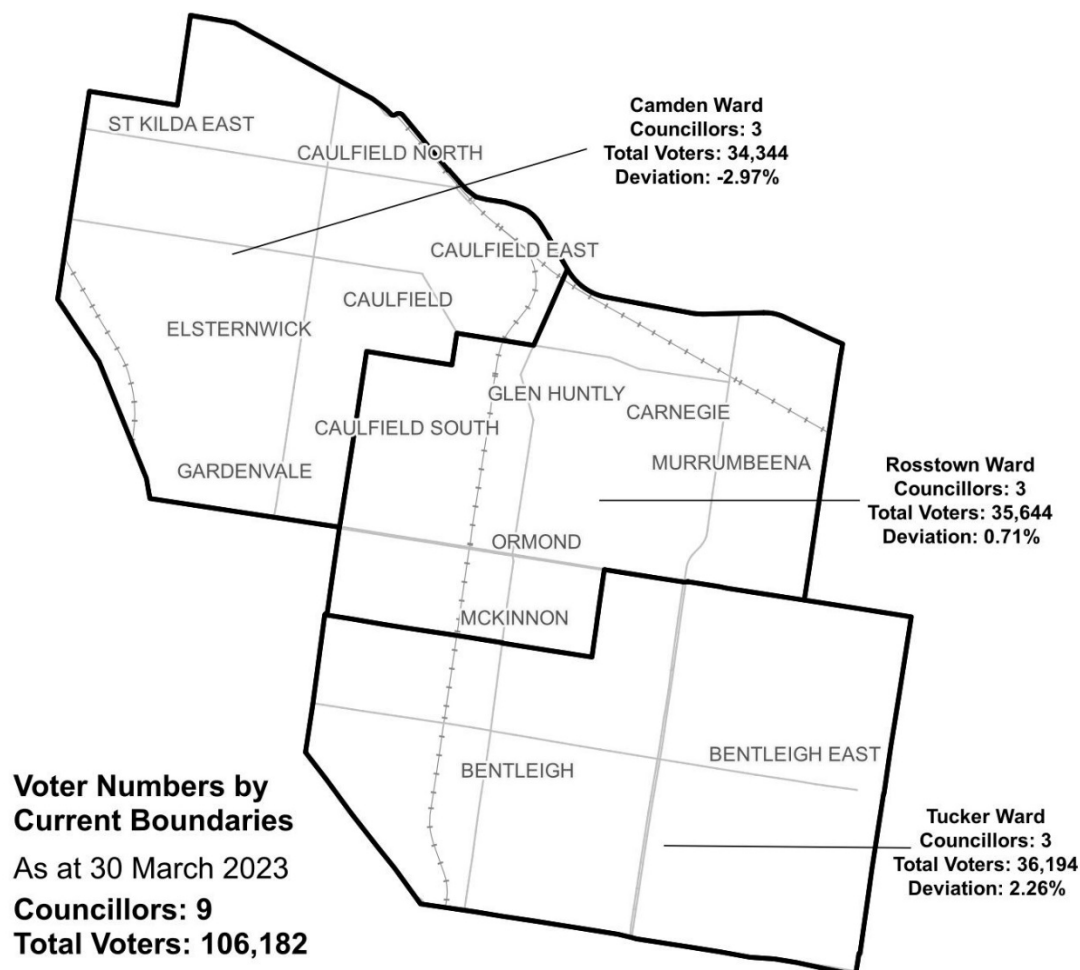 Camden Ward
Councillors: 3
Total Voters: 34,344
Deviation: -2.97%
ST KILDA EAST
CAULFIELD NORTH
CAULFIELD EAST
CAULFIELD
ELSTERNWICK
GLEN HUNTLY
CARNEGIE
CAULFIELD SOUTH
MURRUMBEENA
GARDENVALE
Rosstown Ward
Councillors: 3
Total Voters: 35,644
Deviation: 0.71%
ORMOND
MCKINNON
BENTLEIGH EAST
BENTLEIGH
Voter Numbers by
Current Boundaries
As at 30 March 2023
Councillors: 9
Total Voters: 106,182
Tucker Ward
Councillors: 3
Total Voters: 36,194
Deviation: 2.26%